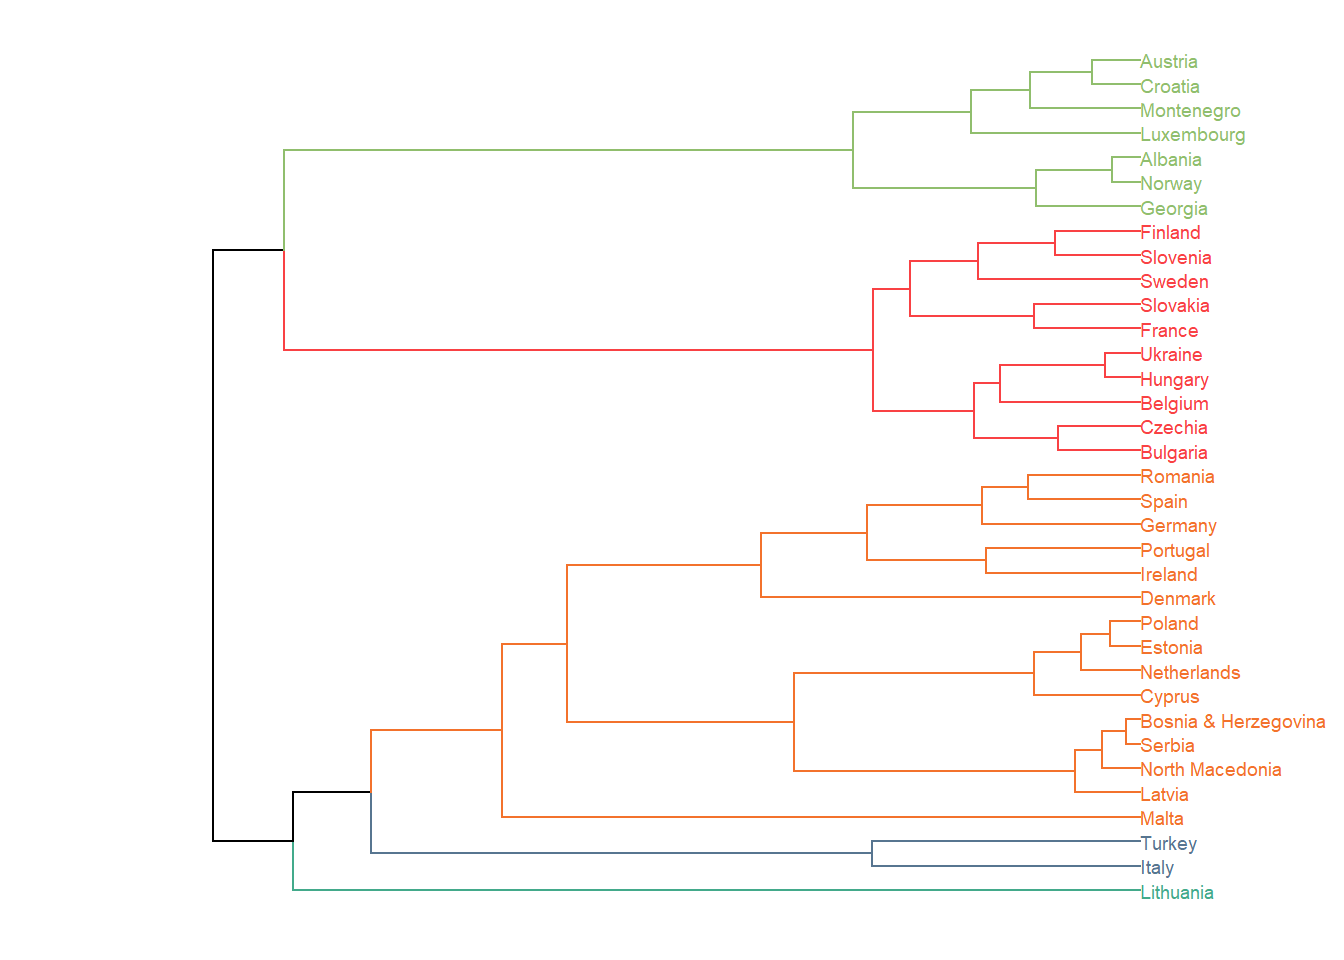 Austria
Croatia
Montenegro
Luxembourg
Albania
Norway
Georgia
Finland
Slovenia
Sweden
Slovakia
France
Ukraine
Hungary
Belgium
Czechia
Bulgaria
Romania
Spain
Germany
Portugal
Ireland
Denmark
Poland
Estonia
Netherlands
Cyprus
Bosnia & Herzegovina
Serbia
North Macedonia
Latvia
Malta
Turkey
Italy
Lithuania